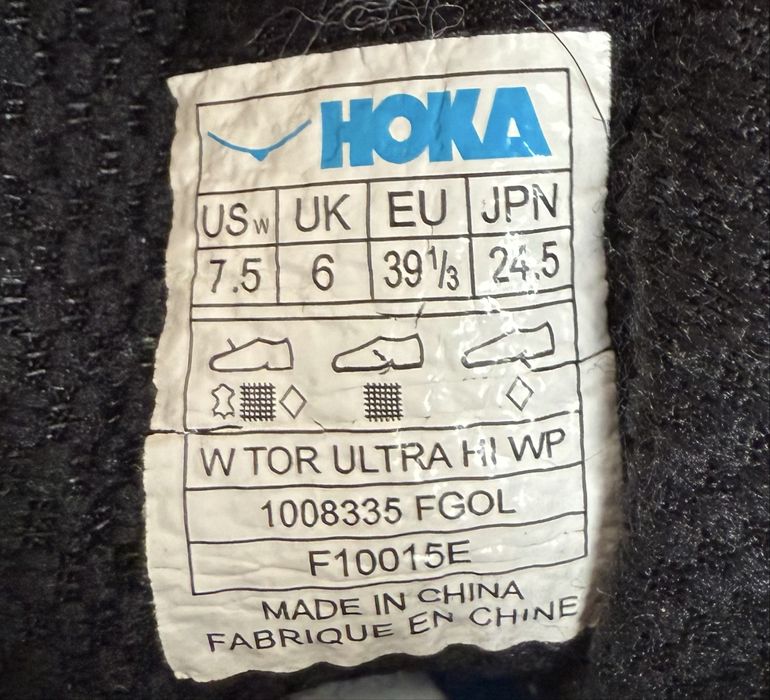 HOKA
USW UK EU JPN
7.5 6 39 1/3 24.5
W TOR ULTRA HI WP
1008335 FGOL
F10015E
MADE IN CHINA
FABRIQUE EN CHINE